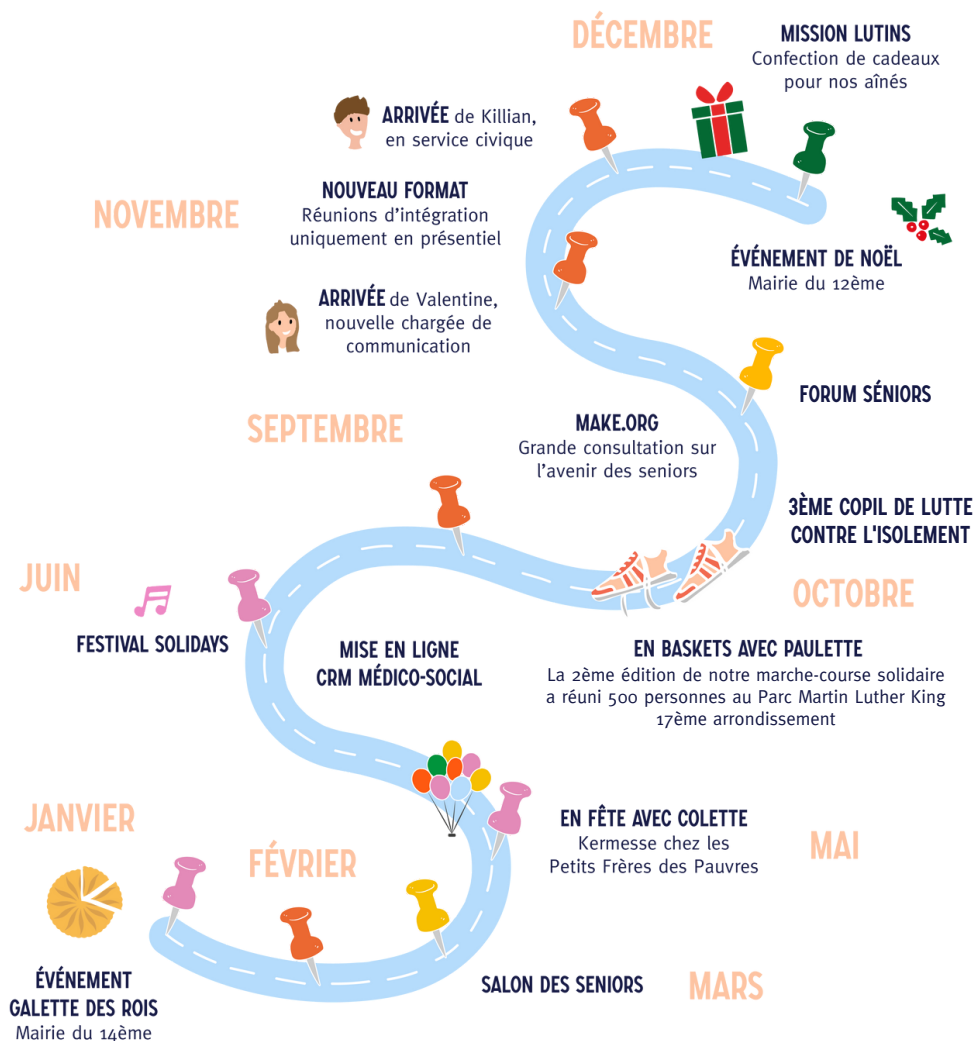 DÉCEMBRE
MISSION LUTINS
Confection de cadeaux
pour nos aînés
ARRIVÉE de Killian,
en service civique
NOVEMBRE
NOUVEAU FORMAT
Réunions d'intégration
uniquement en présentiel
ÉVÉNEMENT DE NOËL
Mairie du 12ème
ARRIVÉE de Valentine,
nouvelle chargée de
communication
FORUM SÉNIORS
SEPTEMBRE
MAKE.ORG
Grande consultation sur
l'avenir des seniors
3ÈME COPIL DE LUTTE
CONTRE L'ISOLEMENT
JUIN
OCTOBRE
FESTIVAL SOLIDAYS
MISE EN LIGNE
CRM MÉDICO-SOCIAL
EN BASKETS AVEC PAULETTE
La 2ème édition de notre marche-course solidaire
a réuni 500 personnes au Parc Martin Luther King
17ème arrondissement
JANVIER
EN FÊTE AVEC COLETTE
Kermesse chez les
Petits Frères des Pauvres
MAI
FÉVRIER
SALON DES SENIORS
MARS
ÉVÉNEMENT
GALETTE DES ROIS
Mairie du 14ème